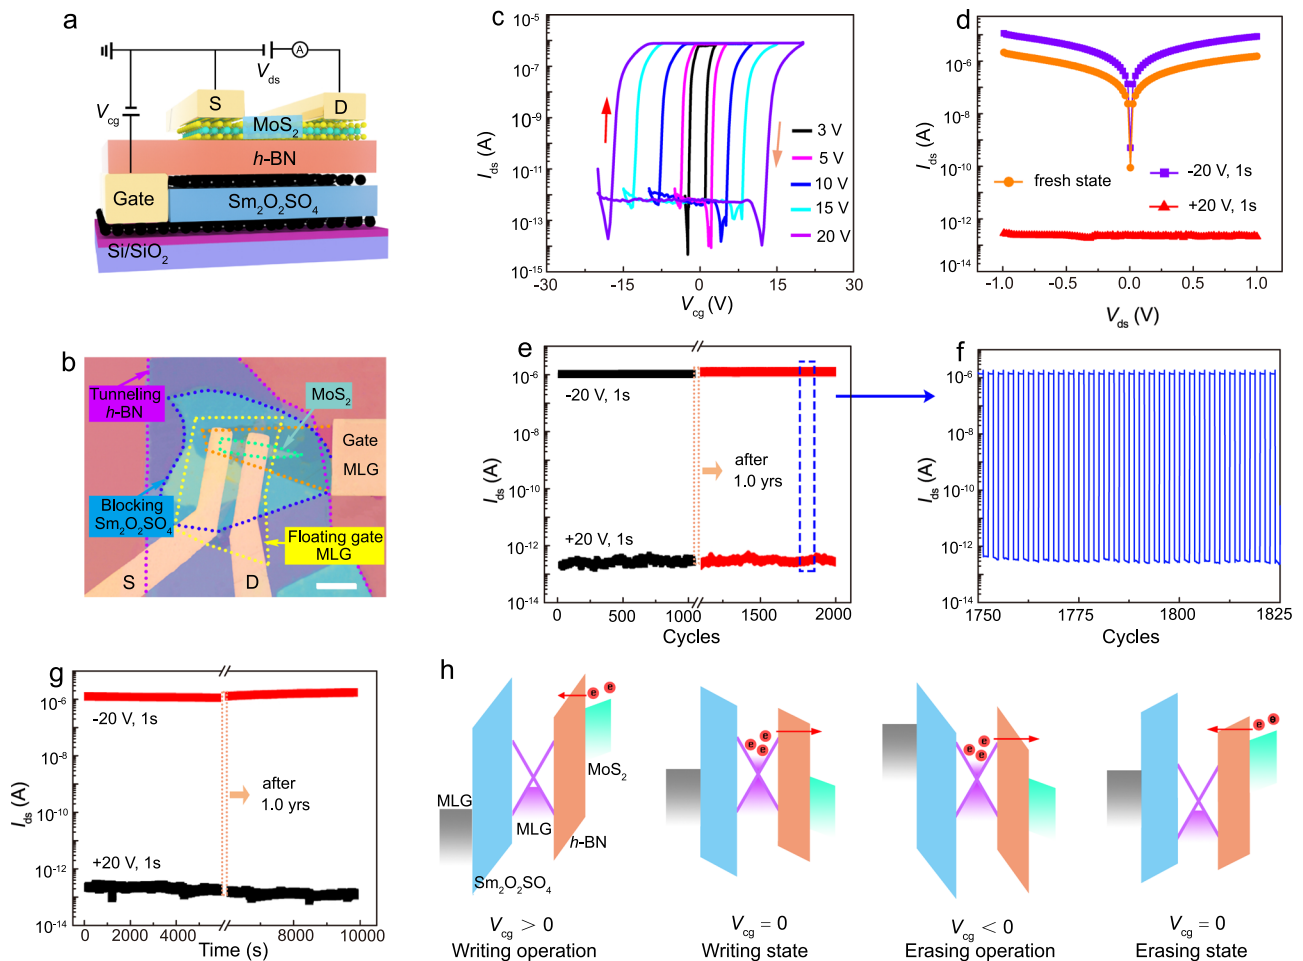 a
S
D
A
V_ds
V_cg
MoS₂
h-BN
Gate
Sm₂O₂SO₄
Si/SiO₂
b
Tunneling
h-BN
MoS₂
Gate
MLG
Blocking
Sm₂O₂SO₄
Floating gate
MLG
S
D
c
I_ds (A)
10⁻⁵
10⁻⁷
10⁻⁹
10⁻¹¹
10⁻¹³
10⁻¹⁵
-30
-15
0
15
30
V_cg (V)
3 V
5 V
10 V
15 V
20 V
d
I_ds (A)
10⁻⁴
10⁻⁶
10⁻⁸
10⁻¹⁰
10⁻¹²
10⁻¹⁴
fresh state
-20 V, 1s
+20 V, 1s
-1.0
-0.5
0.0
0.5
1.0
V_ds (V)
e
I_ds (A)
10⁻⁵
10⁻⁶
10⁻⁸
10⁻¹⁰
10⁻¹²
10⁻¹⁴
-20 V, 1s
after
1.0 yrs
+20 V, 1s
0
500
1000
1500
2000
Cycles
f
I_ds (A)
10⁻⁶
10⁻⁸
10⁻¹⁰
10⁻¹²
10⁻¹⁴
1750
1775
1800
1825
Cycles
g
I_ds (A)
10⁻⁴
10⁻⁶
10⁻⁸
10⁻¹⁰
10⁻¹²
10⁻¹⁴
-20 V, 1s
after
1.0 yrs
+20 V, 1s
0
2000
4000
8000
10000
Time (s)
h
e e
MoS₂
MLG
MLG
h-BN
Sm₂O₂SO₄
V_cg > 0
Writing operation
e e e
V_cg = 0
Writing state
e e e
V_cg < 0
Erasing operation
e e
V_cg = 0
Erasing state